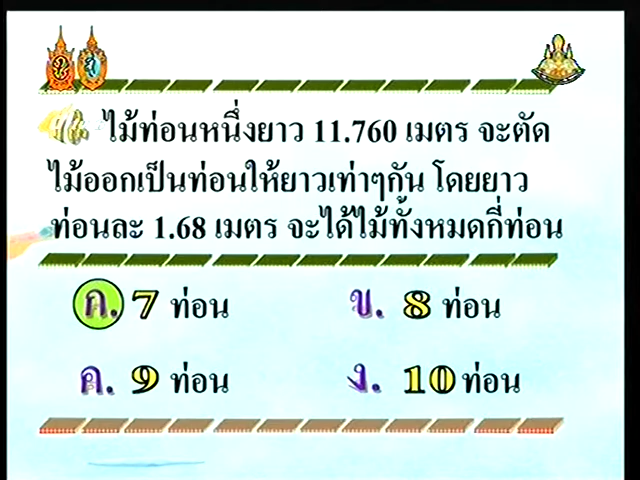 ไม้ท่อนหนึ่งยาว 11.760 เมตร จะตัด
ไม้ออกเป็นท่อนให้ยาวเท่าๆกัน โดยยาว
ท่อนละ 1.68 เมตร จะได้ไม้ทั้งหมดกี่ท่อน
ก. 7 ท่อน ข. 8 ท่อน
ค. 9 ท่อน ง. 10 ท่อน